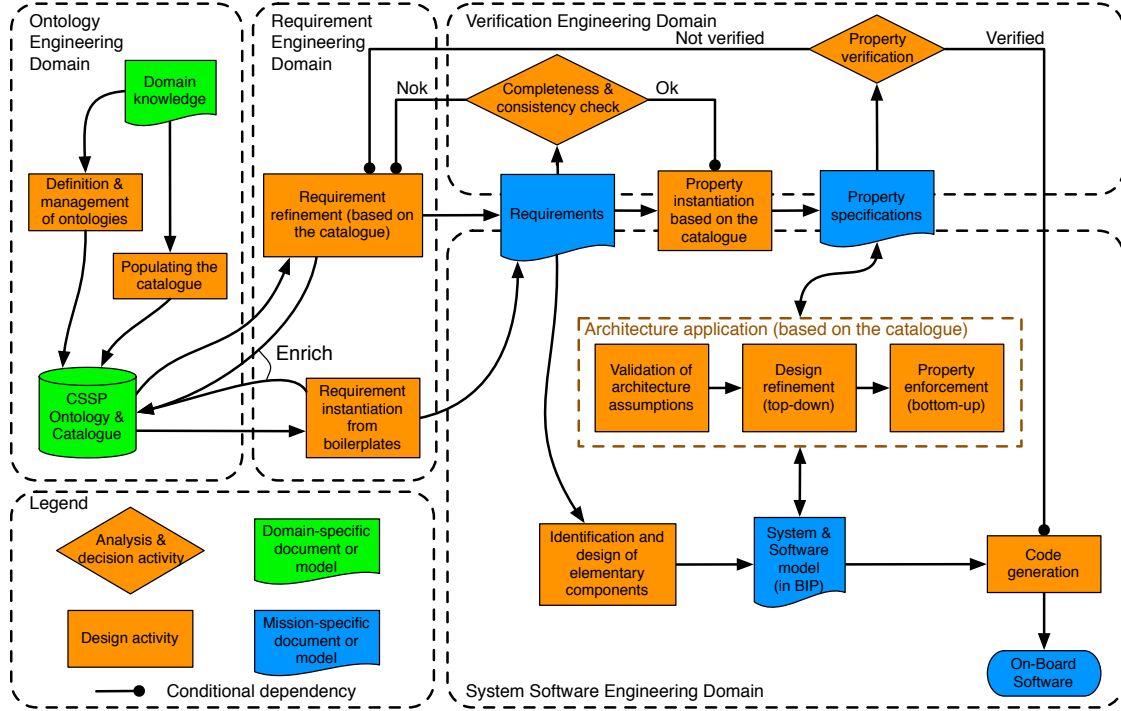 Ontology
Engineering
Domain
Domain
knowledge
Definition &
management
of ontologies
Populating the
catalogue
CSSP
Ontology &
Catalogue
Requirement
Engineering
Domain
Nok
Requirement
refinement (based on
the catalogue)
Enrich
Requirement
instantiation
from
boilerplates
Verification Engineering Domain
Not verified
Property
verification
Verified
Completeness &
consistency check
Ok
Requirements
Property
instantiation
based on the
catalogue
Property
specifications
Architecture application (based on the catalogue)
Validation of
architecture
assumptions
Design
refinement
(top-down)
Property
enforcement
(bottom-up)
Identification and
design of
elementary
components
System &
Software
model
(in BIP)
Code
generation
On-Board
Software
System Software Engineering Domain
Legend
Analysis &
decision activity
Domain-specific
document or
model
Design activity
Mission-specific
document or
model
Conditional dependency